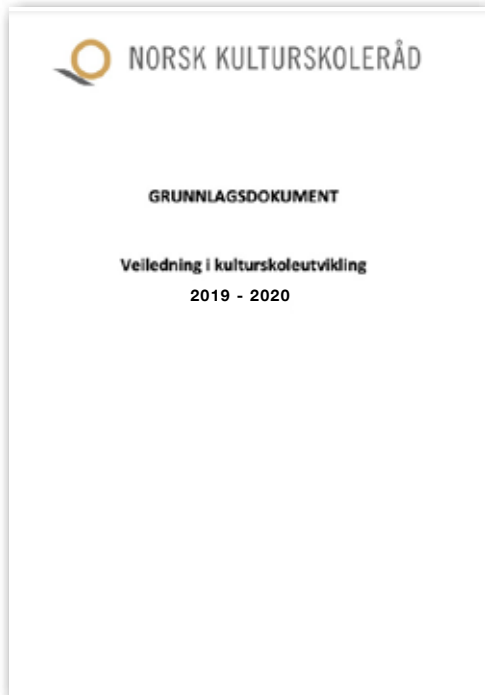 NORSK KULTURSKOLERÅD
GRUNNLAGSDOKUMENT
Veiledning i kulturskoleutvikling
2019 - 2020